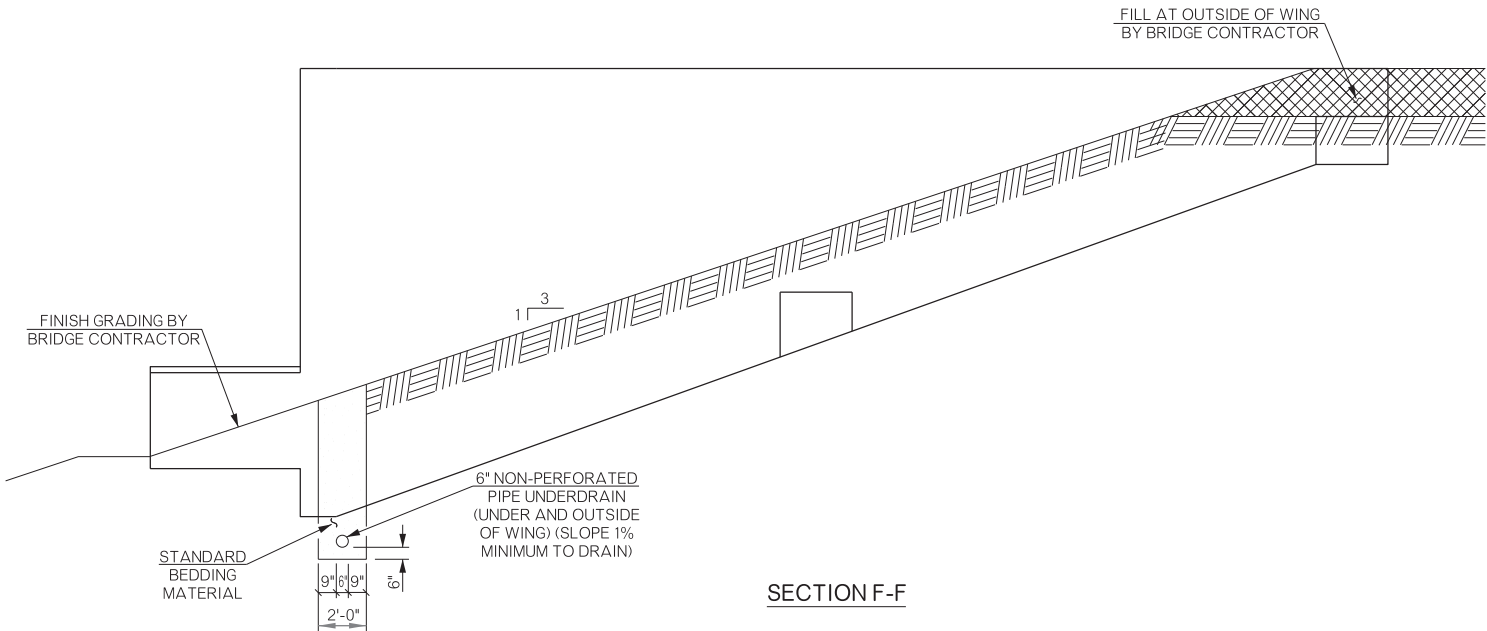 FILL AT OUTSIDE OF WING
BY BRIDGE CONTRACTOR
3
1
FINISH GRADING BY
BRIDGE CONTRACTOR
6" NON-PERFORATED
PIPE UNDERDRAIN
(UNDER AND OUTSIDE
OF WING) (SLOPE 1%
MINIMUM TO DRAIN)
STANDARD
BEDDING
MATERIAL
9" 6" 9"
6"
2'-0"
SECTION F-F